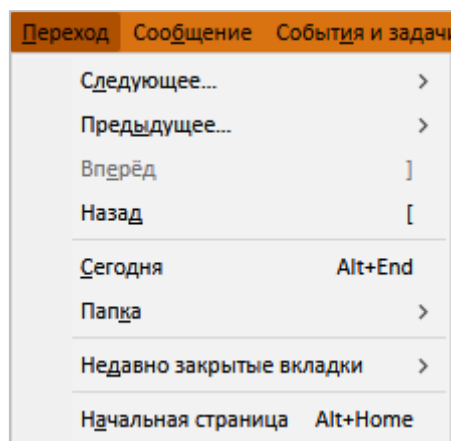 Переход Сообщение События и задачи
Следующее... >
Предыдущее... >
Вперёд ]
Назад [
Сегодня Alt+End
Папка >
Недавно закрытые вкладки >
Начальная страница Alt+Home